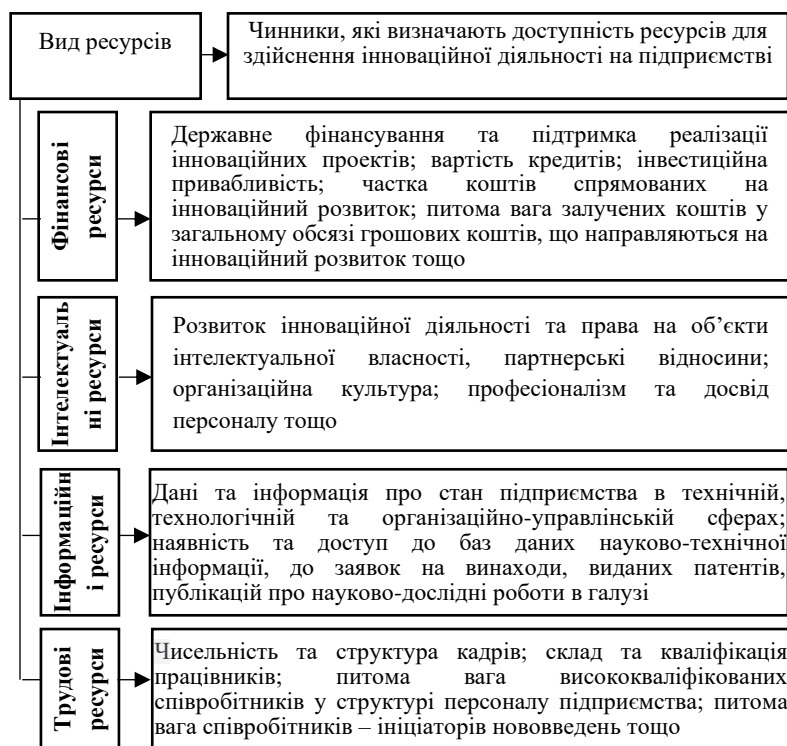 Вид ресурсів
Чинники, які визначають доступність ресурсів для
здійснення інноваційної діяльності на підприємстві
Фінансові
ресурси
Державне фінансування та підтримка реалізації
інноваційних проектів; вартість кредитів; інвестиційна
привабливість; частка коштів спрямованих на
інноваційний розвиток; питома вага залучених коштів у
загальному обсязі грошових коштів, що направляються на
інноваційний розвиток тощо
Інтелектуаль
ні ресурси
Розвиток інноваційної діяльності та права на об’єкти
інтелектуальної власності, партнерські відносини;
організаційна культура; професіоналізм та досвід
персоналу тощо
Інформаційн
і ресурси
Дані та інформація про стан підприємства в технічній,
технологічній та організаційно-управлінській сферах;
наявність та доступ до баз даних науково-технічної
інформації, до заявок на винаходи, виданих патентів,
публікацій про науково-дослідні роботи в галузі
Трудові
ресурси
Чисельність та структура кадрів; склад та кваліфікація
працівників; питома вага висококваліфікованих
співробітників у структурі персоналу підприємства; питома
вага співробітників – ініціаторів нововведень тощо